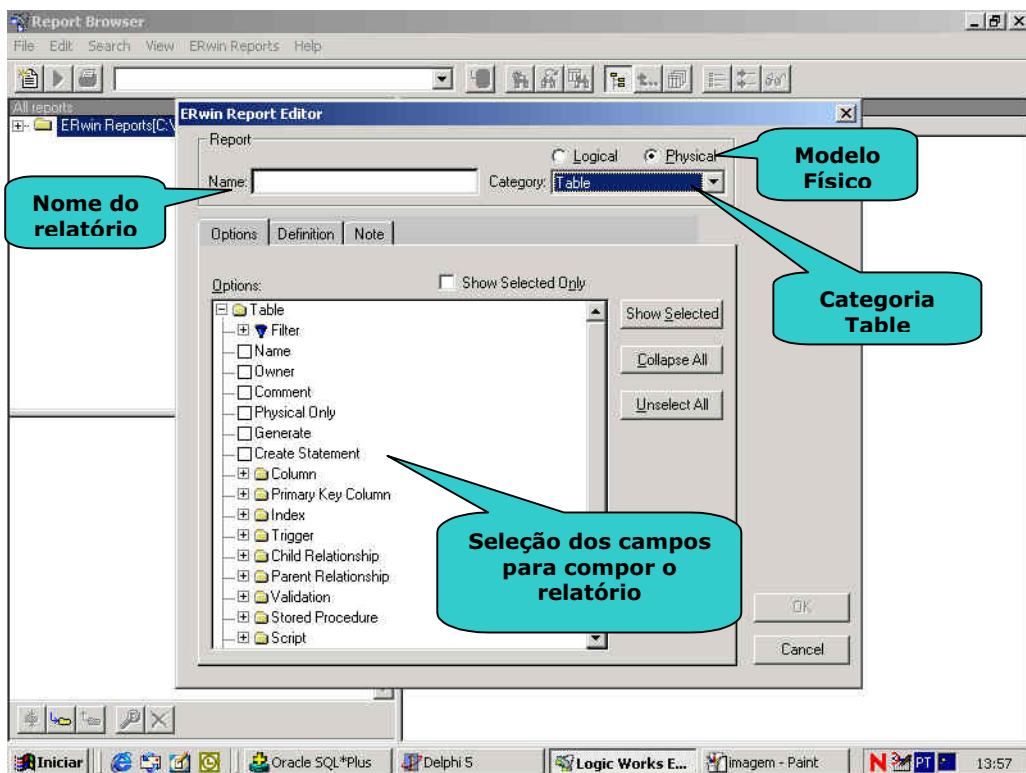 Report Browser
File Edit Search View ERwin Reports Help
All reports
ERwin Reports[C:\
ERwin Report Editor
Report
Logical Physical
Name: Category: Table
Modelo
Físico
Nome do
relatório
Options Definition Note
Categoria
Table
Options: Show Selected Only
Table
Filter
Name
Owner
Comment
Physical Only
Generate
Create Statement
Column
Primary Key Column
Index
Trigger
Child Relationship
Parent Relationship
Validation
Stored Procedure
Script
Show Selected
Collapse All
Unselect All
Seleção dos campos
para compor o
relatório
OK
Cancel
Iniciar Oracle SQL*Plus Delphi 5 Logic Works E... imagem - Paint N PT 13:57